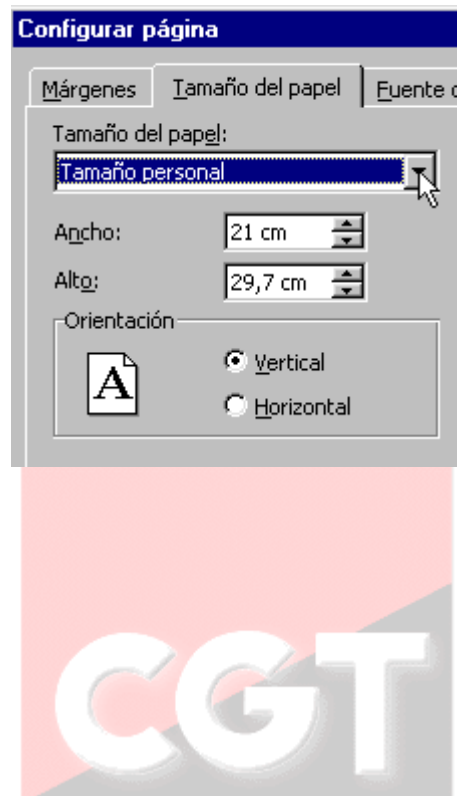 Configurar página
Márgenes Tamaño del papel Fuente
Tamaño del papel:
Tamaño personal
Ancho: 21 cm
Alto: 29,7 cm
Orientación
A Vertical
Horizontal
CGT